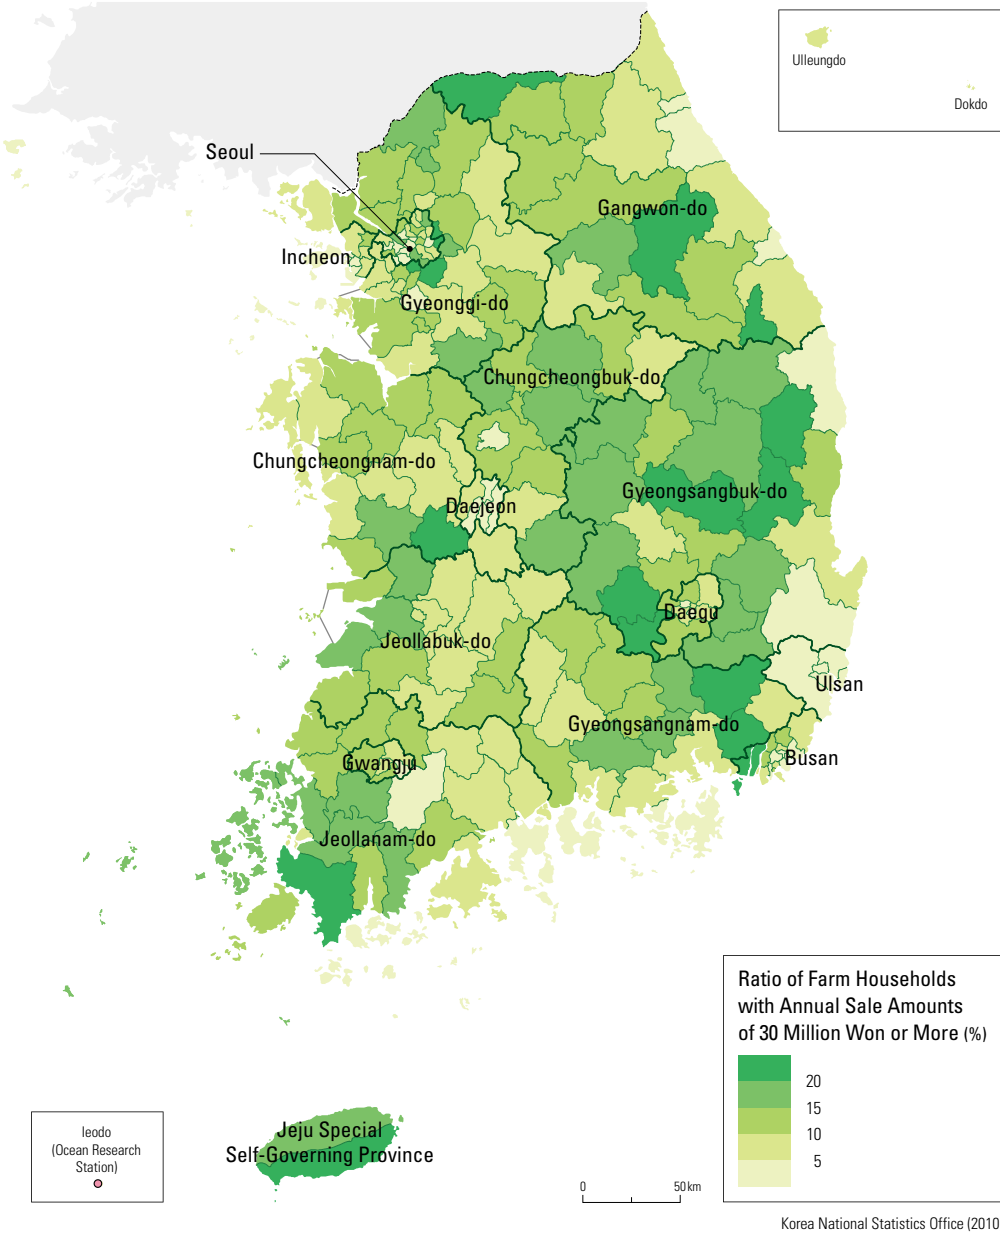 Ulleungdo
Dokdo
Seoul
Gangwon-do
Incheon
Gyeonggi-do
Chungcheongbuk-do
Chungcheongnam-do
Gyeongsangbuk-do
Daejeon
Daegu
Jeollabuk-do
Ulsan
Gyeongsangnam-do
Busan
Gwangju
Jeollanam-do
Ratio of Farm Households
with Annual Sale Amounts
of 30 Million Won or More (%)
20
15
10
5
Jeju Special
Self-Governing Province
Ieodo
(Ocean Research
Station)
0 50 km
Korea National Statistics Office (2010